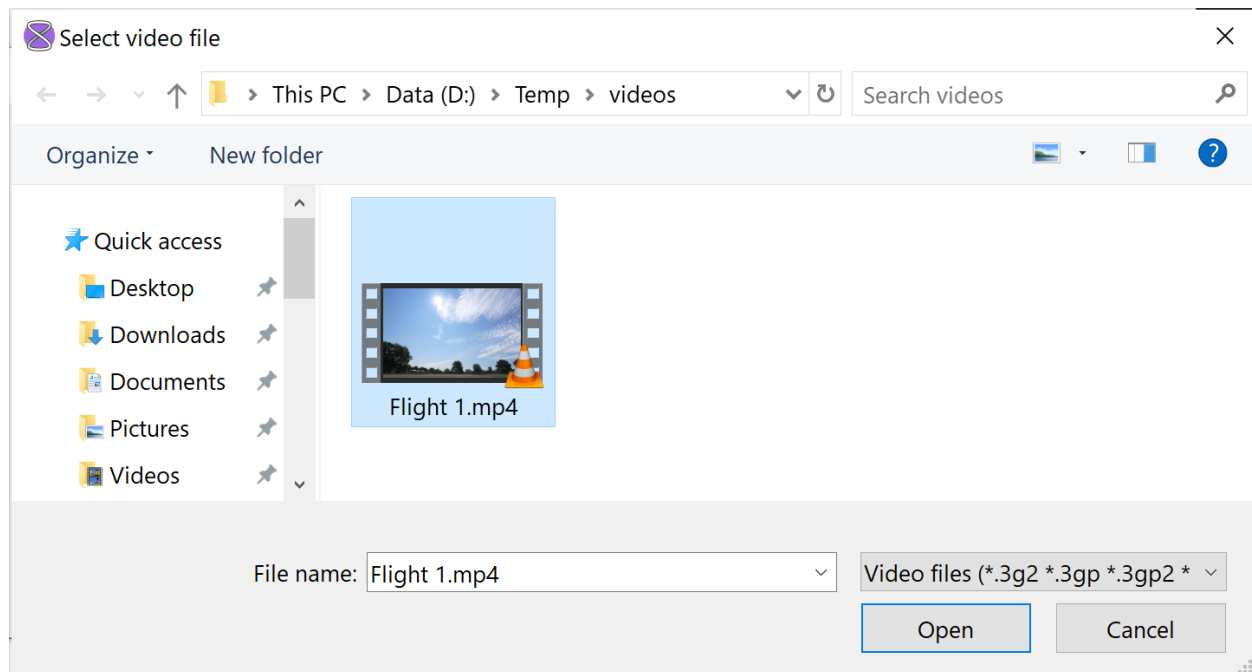 Select video file
This PC > Data (D:) > Temp > videos
Search videos
Organize
New folder
?
Quick access
Desktop
Downloads
Documents
Pictures
Videos
Flight 1.mp4
File name: Flight 1.mp4
Video files (*.3g2 *.3gp *.3gp2 *
Open
Cancel